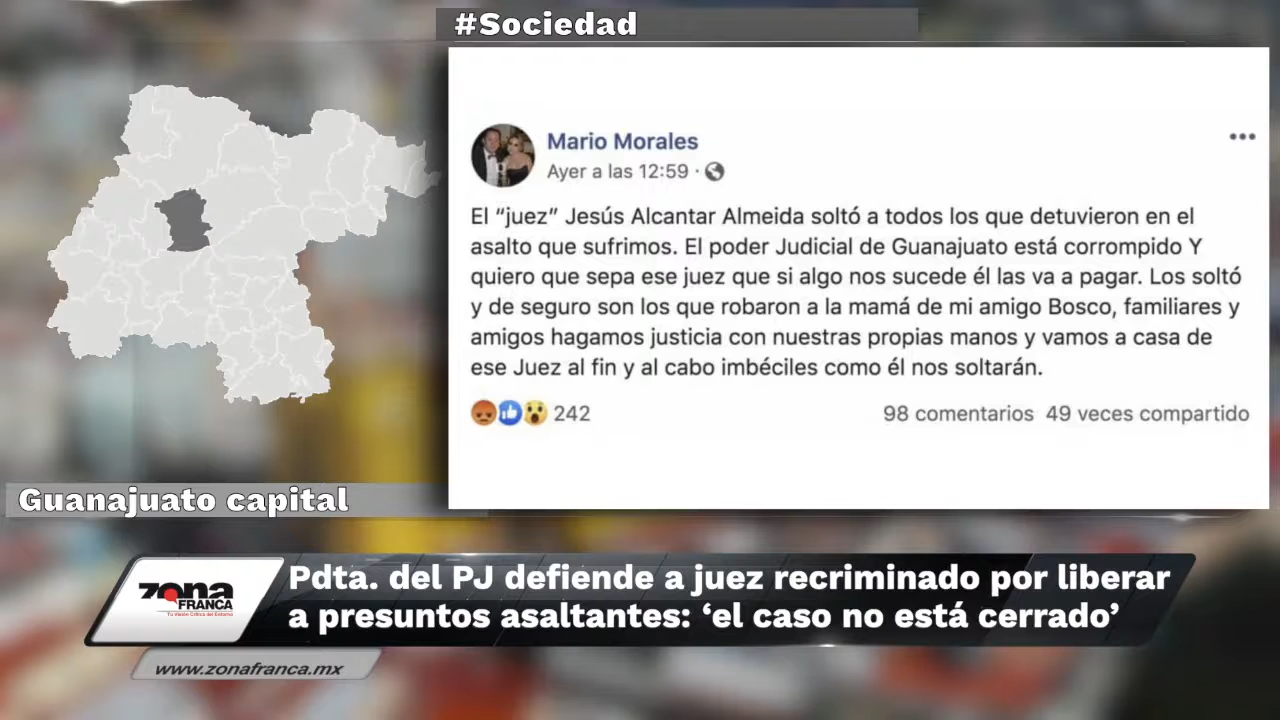 #Sociedad
Mario Morales
Ayer a las 12:59 ·
El “juez” Jesús Alcantar Almeida soltó a todos los que detuvieron en el
asalto que sufrimos. El poder Judicial de Guanajuato está corrompido Y
quiero que sepa ese juez que si algo nos sucede él las va a pagar. Los soltó
y de seguro son los que robaron a la mamá de mi amigo Bosco, familiares y
amigos hagamos justicia con nuestras propias manos y vamos a casa de
ese Juez al fin y al cabo imbéciles como él nos soltarán.
242
98 comentarios 49 veces compartido
Guanajuato capital
Pdta. del PJ defiende a juez recriminado por liberar
a presuntos asaltantes: ‘el caso no está cerrado’
ZONA
FRANCA
Tu Visión Crítica del Entorno
www.zonafranca.mx